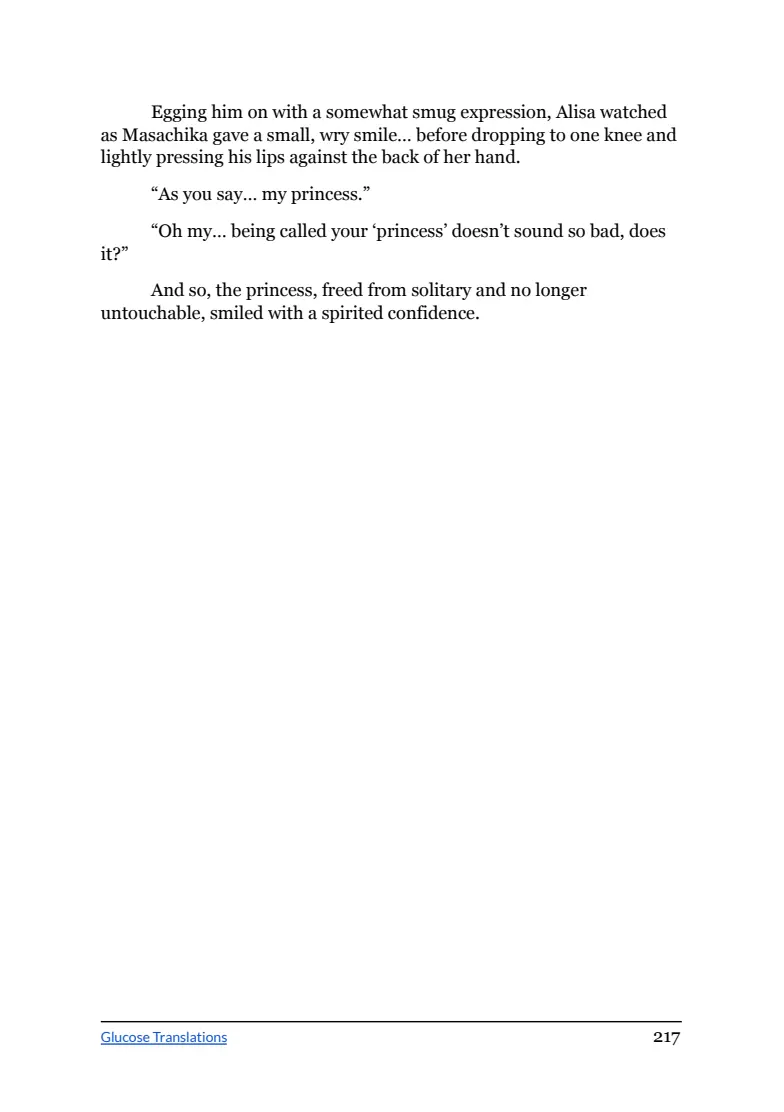 Egging him on with a somewhat smug expression, Alisa watched
as Masachika gave a small, wry smile... before dropping to one knee and
lightly pressing his lips against the back of her hand.
“As you say... my princess.”
“Oh my... being called your ‘princess’ doesn’t sound so bad, does
it?”
And so, the princess, freed from solitary and no longer
untouchable, smiled with a spirited confidence.
Glucose Translations
217